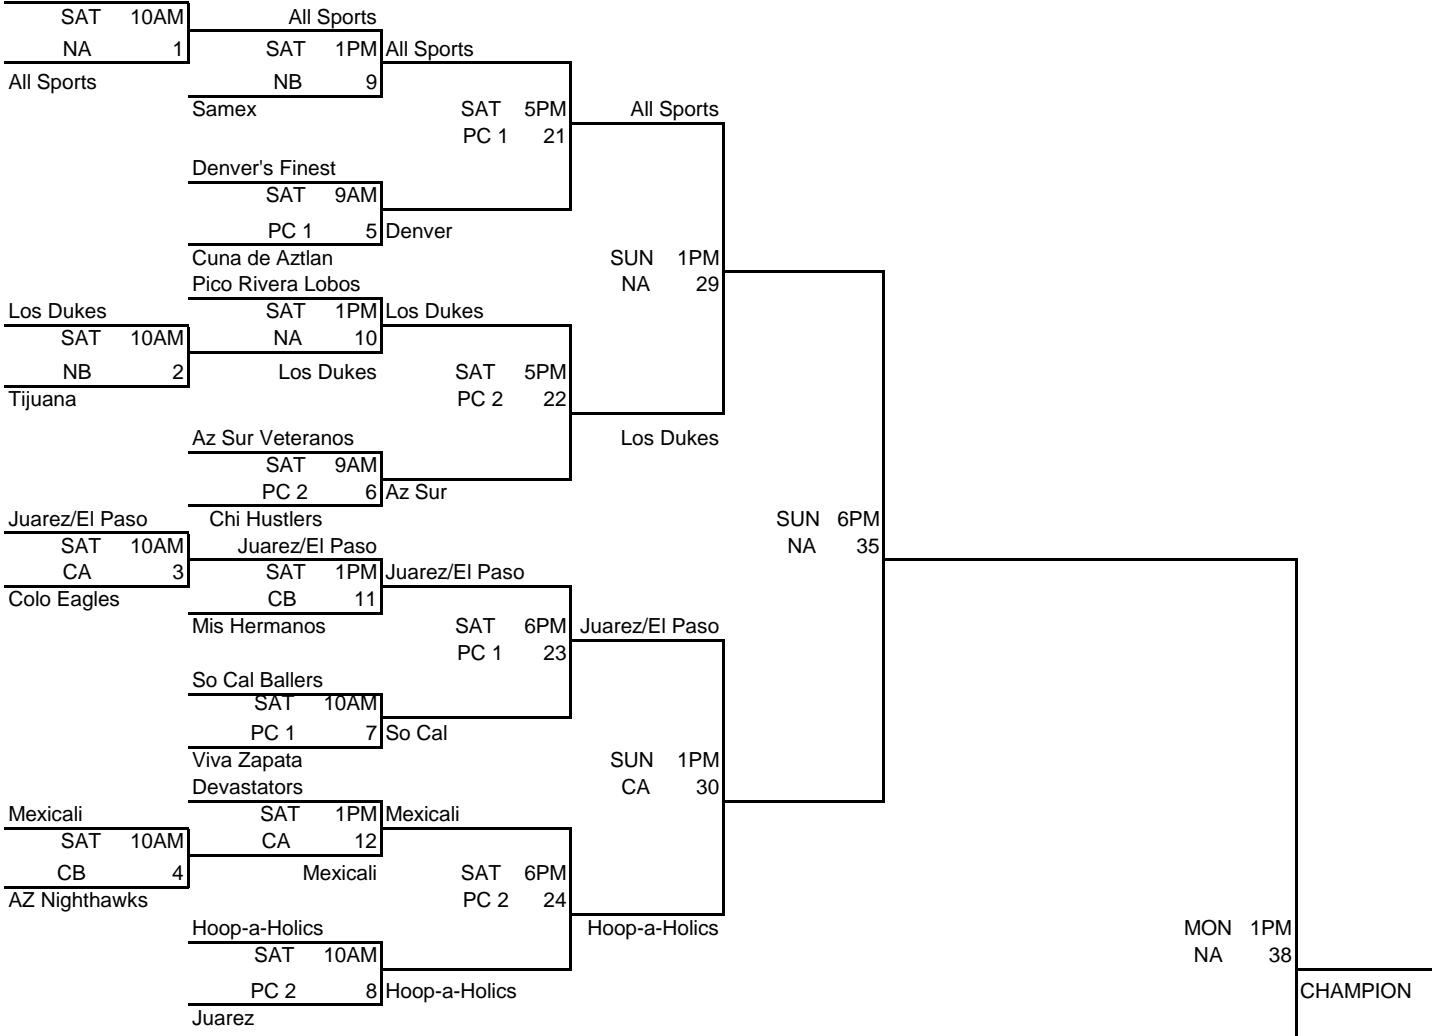 SAT 10AM All Sports
NA 1 SAT 1PM All Sports
All Sports NB 9
Samex SAT 5PM All Sports
PC 1 21
Denver's Finest
SAT 9AM
PC 1 5 Denver
Cuna de Aztlan SUN 1PM
Pico Rivera Lobos NA 29
Los Dukes SAT 1PM Los Dukes
SAT 10AM NA 10
NB 2 Los Dukes SAT 5PM
Tijuana PC 2 22
Az Sur Veteranos Los Dukes
SAT 9AM
PC 2 6 Az Sur
Juarez/El Paso Chi Hustlers SUN 6PM
SAT 10AM Juarez/El Paso NA 35
CA 3 SAT 1PM Juarez/El Paso
Colo Eagles CB 11
Mis Hermanos SAT 6PM Juarez/El Paso
PC 1 23
So Cal Ballers
SAT 10AM
PC 1 7 So Cal
Viva Zapata SUN 1PM
Devastators CA 30
Mexicali SAT 1PM Mexicali
SAT 10AM CA 12
CB 4 Mexicali SAT 6PM
AZ Nighthawks PC 2 24
Hoop-a-Holics Hoop-a-Holics MON 1PM
SAT 10AM NA 38
PC 2 8 Hoop-a-Holics CHAMPION
Juarez